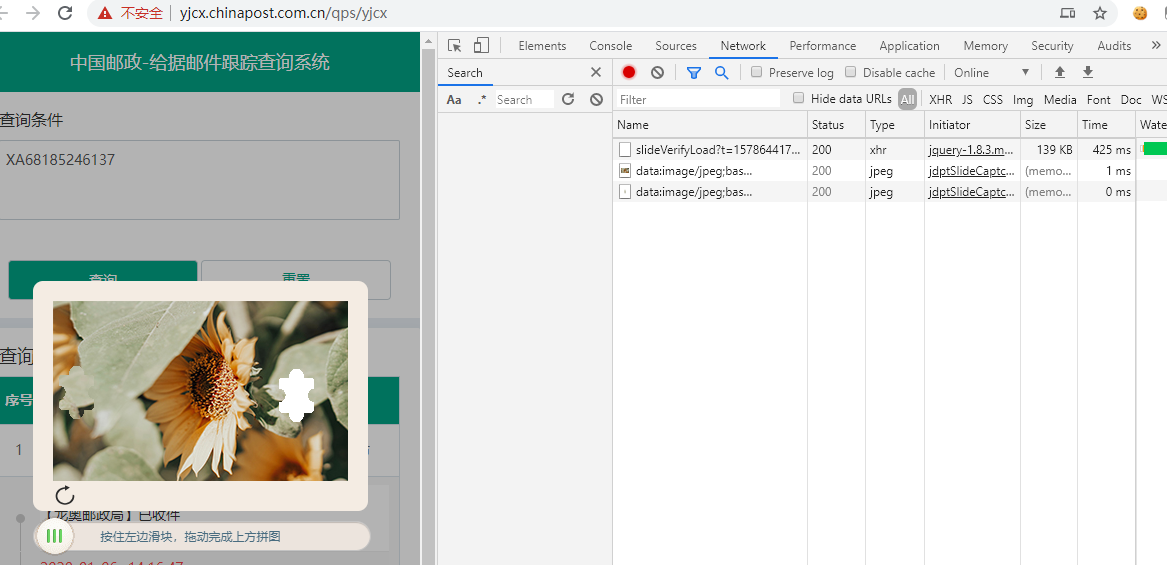 不安全 yjcx.chinapost.com.cn/qps/yjcx
中国邮政-给据邮件跟踪查询系统
查询条件
XA68185246137
查询 重置
查询
序号
1
【龙奥邮政局】已收件
按住左边滑块，拖动完成上方拼图
Elements Console Sources Network Performance Application Memory Security Audits »
Search
Aa .* Search
Preserve log Disable cache Online
Filter Hide data URLs All XHR JS CSS Img Media Font Doc WS
Name Status Type Initiator Size Time Wate
slideVerifyLoad?t=157864417... 200 xhr jquery-1.8.3.m... 139 KB 425 ms
data:image/jpeg;bas... 200 jpeg jdptSlideCaptc... (memo... 1 ms
data:image/jpeg;bas... 200 jpeg jdptSlideCaptc... (memo... 0 ms